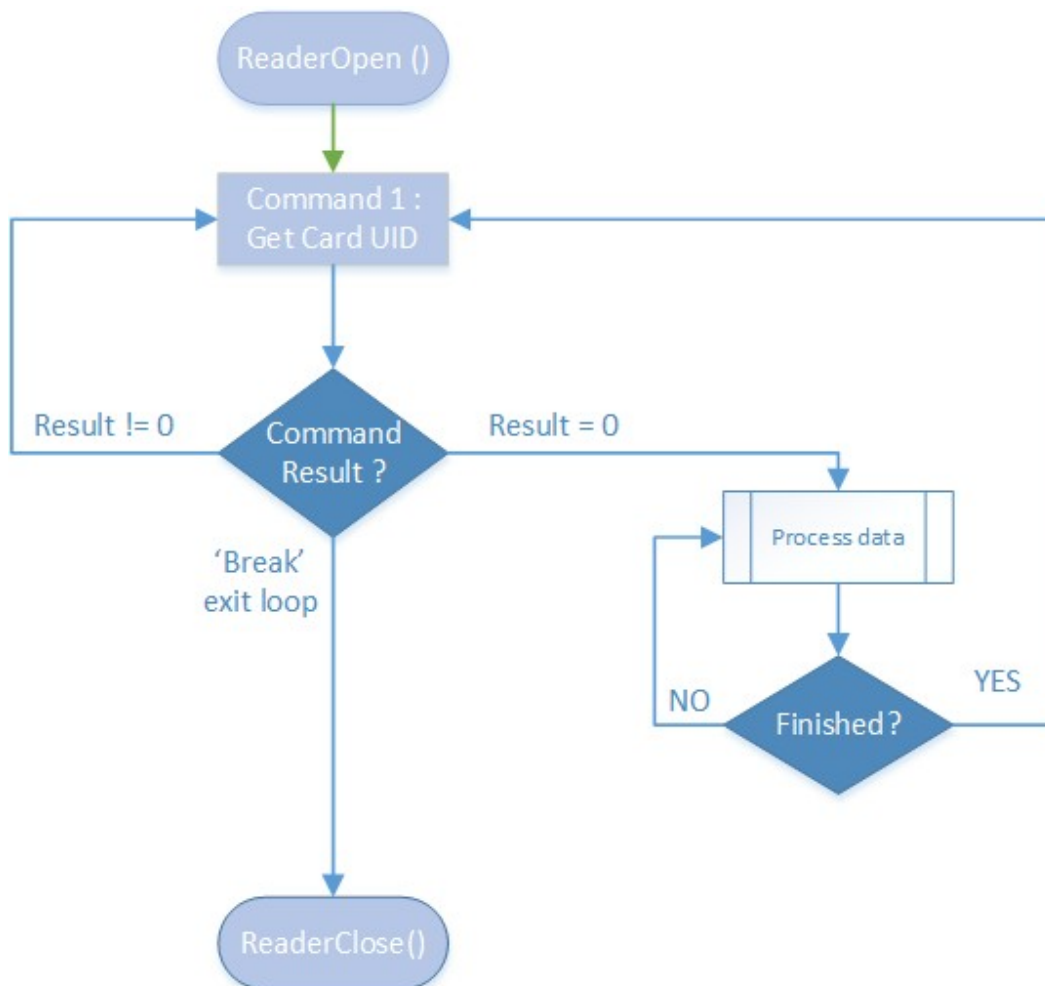 ReaderOpen ()
Command 1 :
Get Card UID
Result != 0
Command
Result ?
Result = 0
Process data
‘Break’
exit loop
NO
Finished ?
YES
ReaderClose()